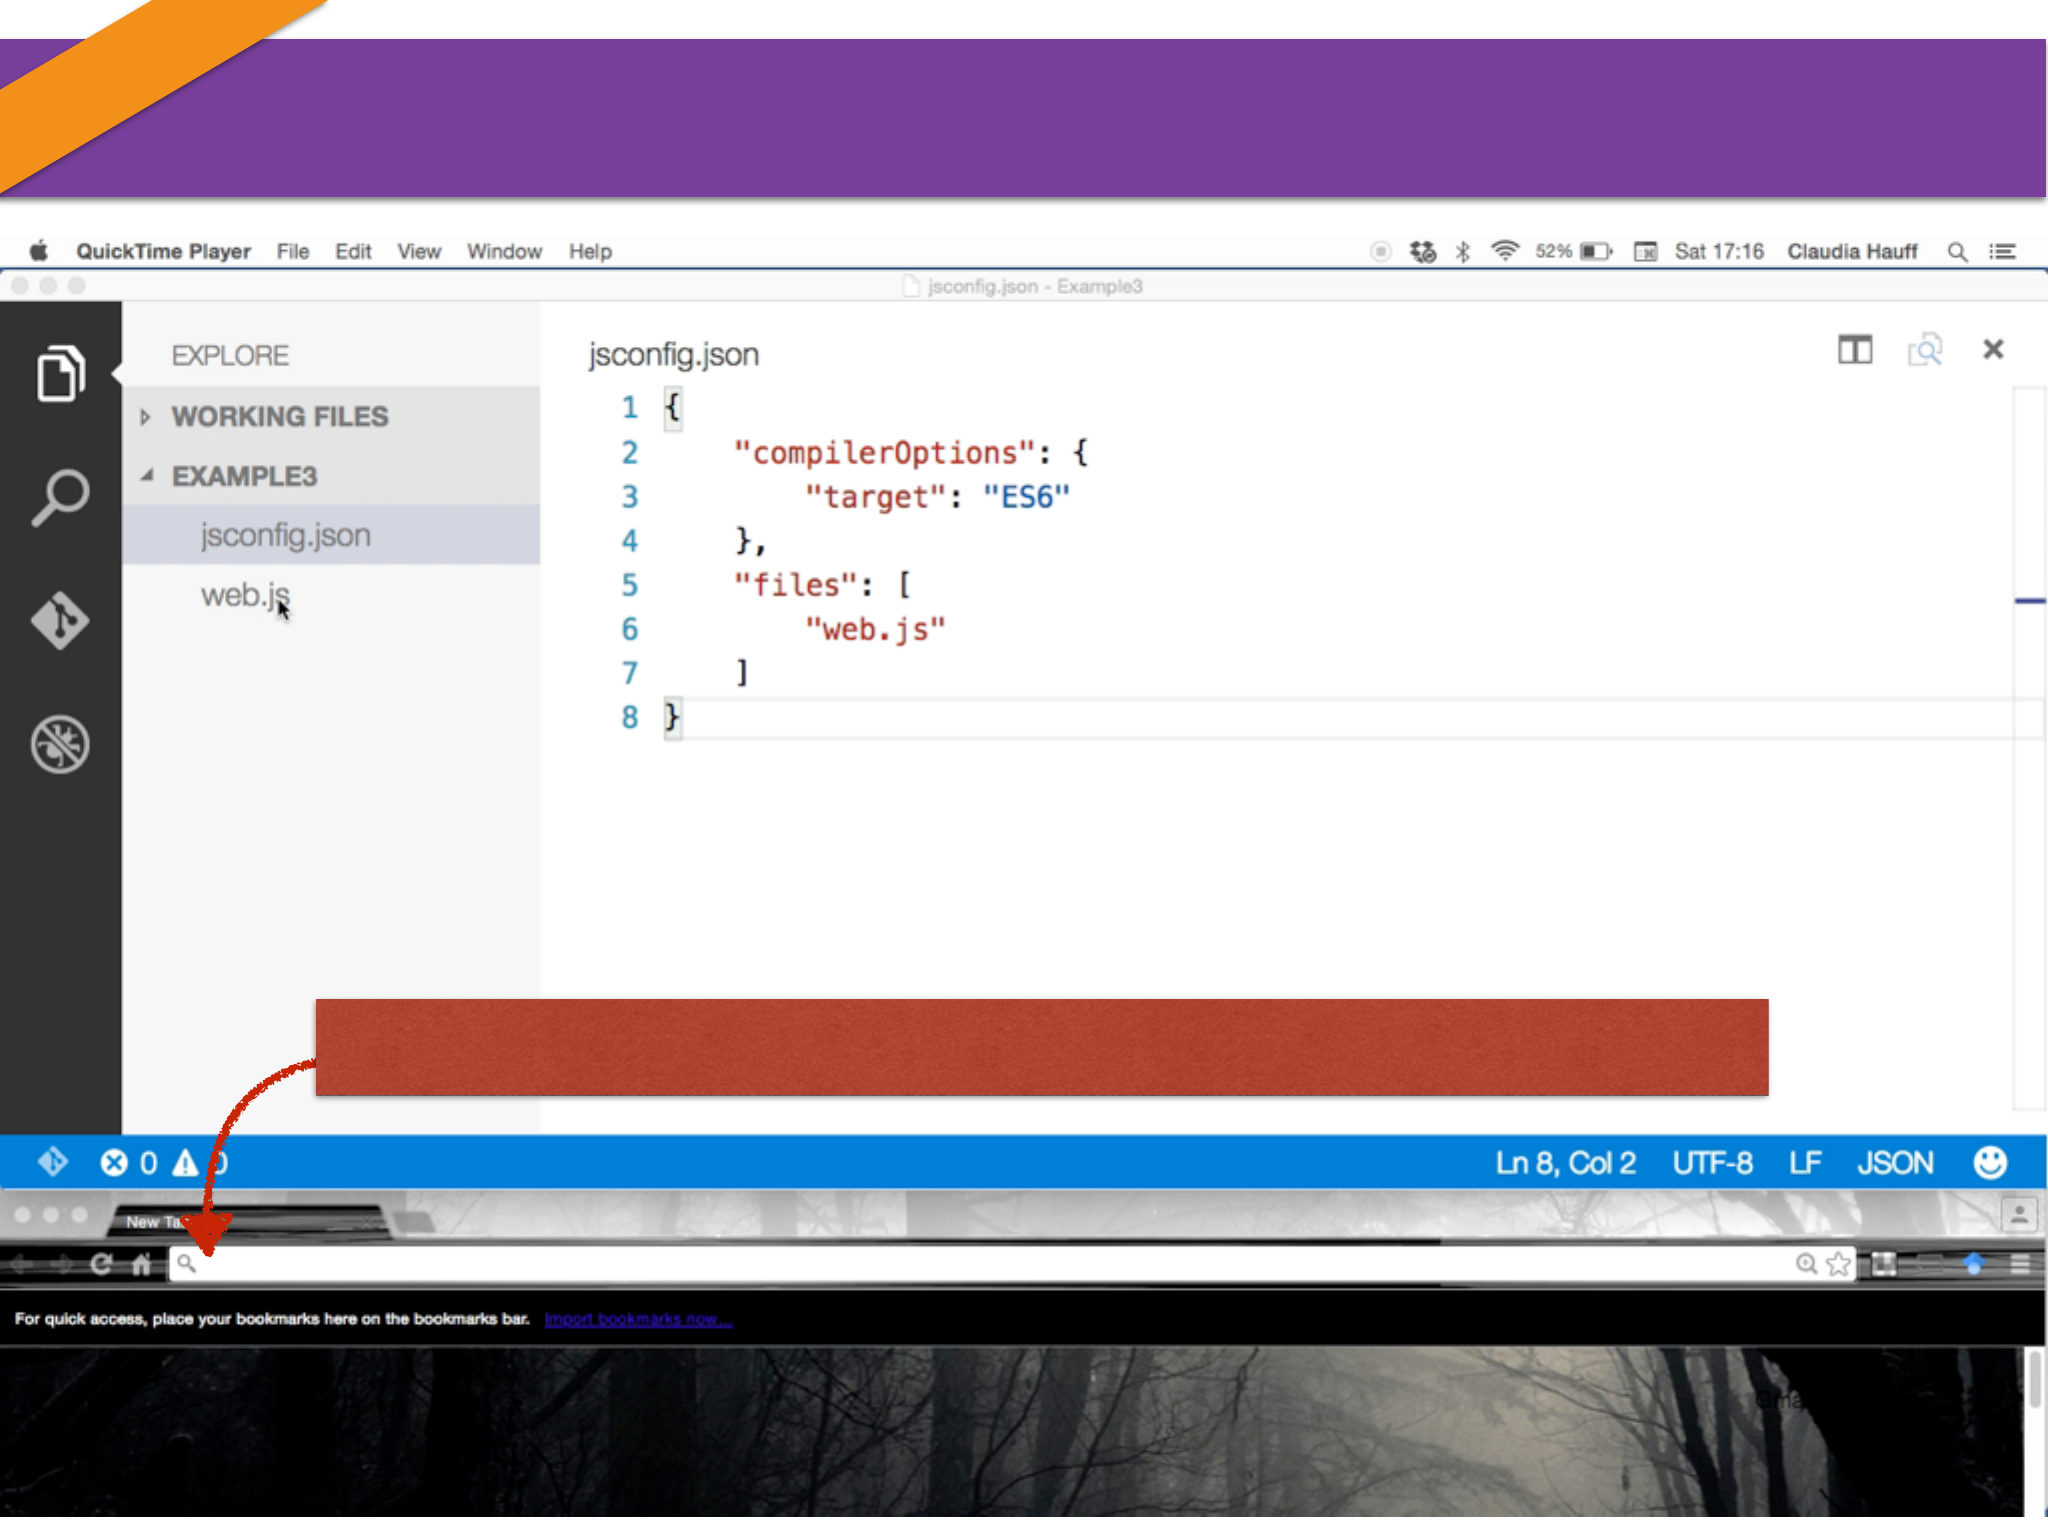 QuickTime Player File Edit View Window Help 52% Sat 17:16 Claudia Hauff
jsconfig.json - Example3
EXPLORE
WORKING FILES
EXAMPLE3
jsconfig.json
web.js
jsconfig.json
1 {
2 "compilerOptions": {
3 "target": "ES6"
4 },
5 "files": [
6 "web.js"
7 ]
8 }
0 0 Ln 8, Col 2 UTF-8 LF JSON
New
For quick access, place your bookmarks here on the bookmarks bar. Import bookmarks now...